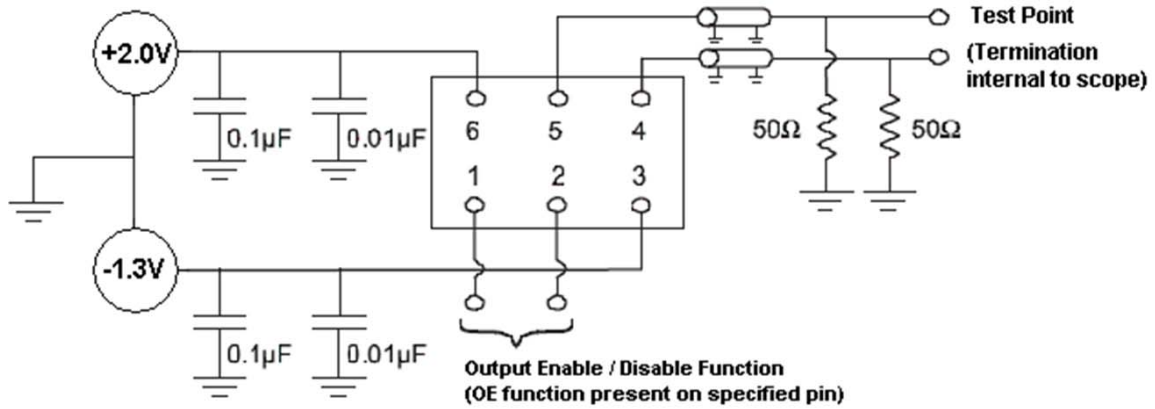 Test Point
+2.0V
(Termination
internal to scope)
0.1µF
0.01µF
6
5
4
50Ω
50Ω
1
2
3
-1.3V
0.1µF
0.01µF
Output Enable / Disable Function
(OE function present on specified pin)